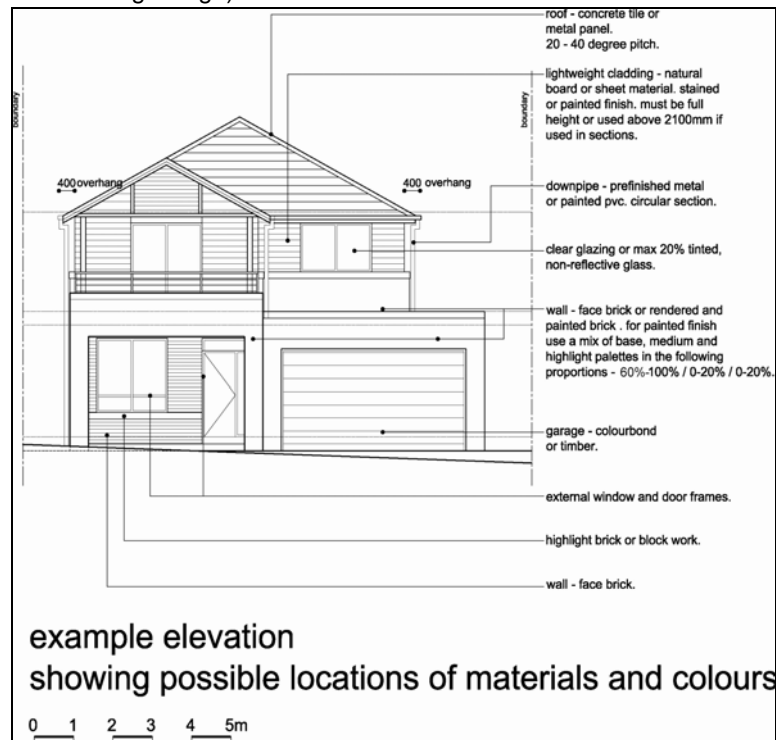 roof - concrete tile or
metal panel.
20 - 40 degree pitch.
boundary
boundary
lightweight cladding - natural
board or sheet material. stained
or painted finish. must be full
height or used above 2100mm if
used in sections.
400 overhang
400 overhang
downpipe - prefinished metal
or painted pvc. circular section.
clear glazing or max 20% tinted,
non-reflective glass.
wall - face brick or rendered and
painted brick . for painted finish
use a mix of base, medium and
highlight palettes in the following
proportions - 60%-100% / 0-20% / 0-20%.
garage - colourbond
or timber.
external window and door frames.
highlight brick or block work.
wall - face brick.
example elevation
showing possible locations of materials and colours
0 1 2 3 4 5m